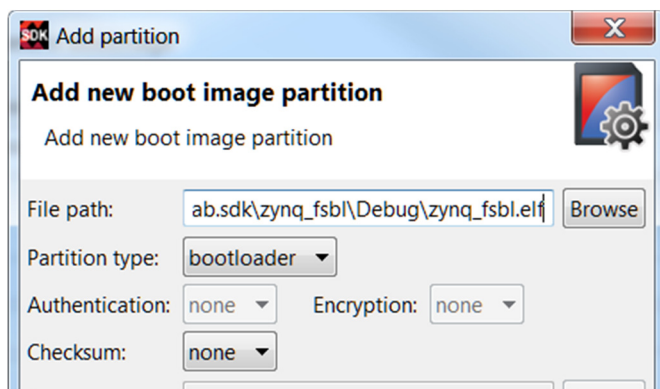 SDK Add partition
Add new boot image partition
Add new boot image partition
File path: ab.sdk\zynq_fsbl\Debug\zynq_fsbl.elf Browse
Partition type: bootloader
Authentication: none Encryption: none
Checksum: none